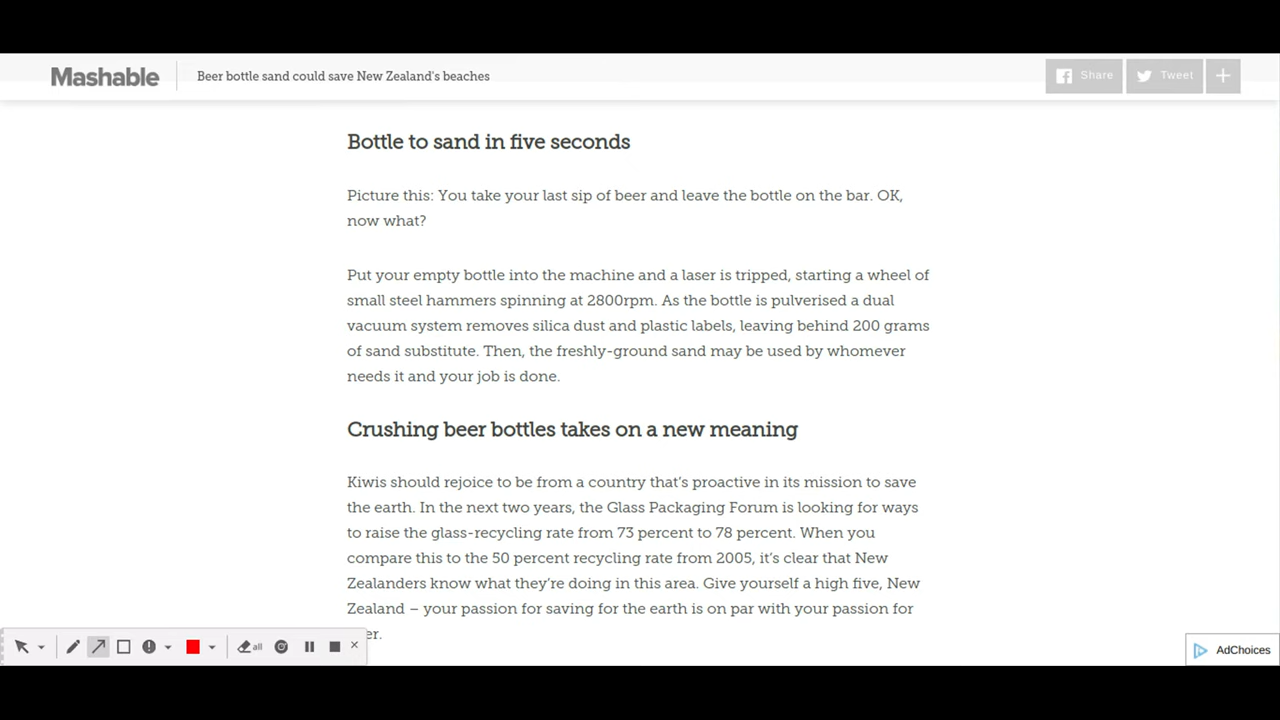 Mashable
Beer bottle sand could save New Zealand's beaches
Share
Tweet
Bottle to sand in five seconds
Picture this: You take your last sip of beer and leave the bottle on the bar. OK,
now what?
Put your empty bottle into the machine and a laser is tripped, starting a wheel of
small steel hammers spinning at 2800rpm. As the bottle is pulverised a dual
vacuum system removes silica dust and plastic labels, leaving behind 200 grams
of sand substitute. Then, the freshly-ground sand may be used by whomever
needs it and your job is done.
Crushing beer bottles takes on a new meaning
Kiwis should rejoice to be from a country that's proactive in its mission to save
the earth. In the next two years, the Glass Packaging Forum is looking for ways
to raise the glass-recycling rate from 73 percent to 78 percent. When you
compare this to the 50 percent recycling rate from 2005, it's clear that New
Zealanders know what they're doing in this area. Give yourself a high five, New
Zealand – your passion for saving for the earth is on par with your passion for
all
AdChoices